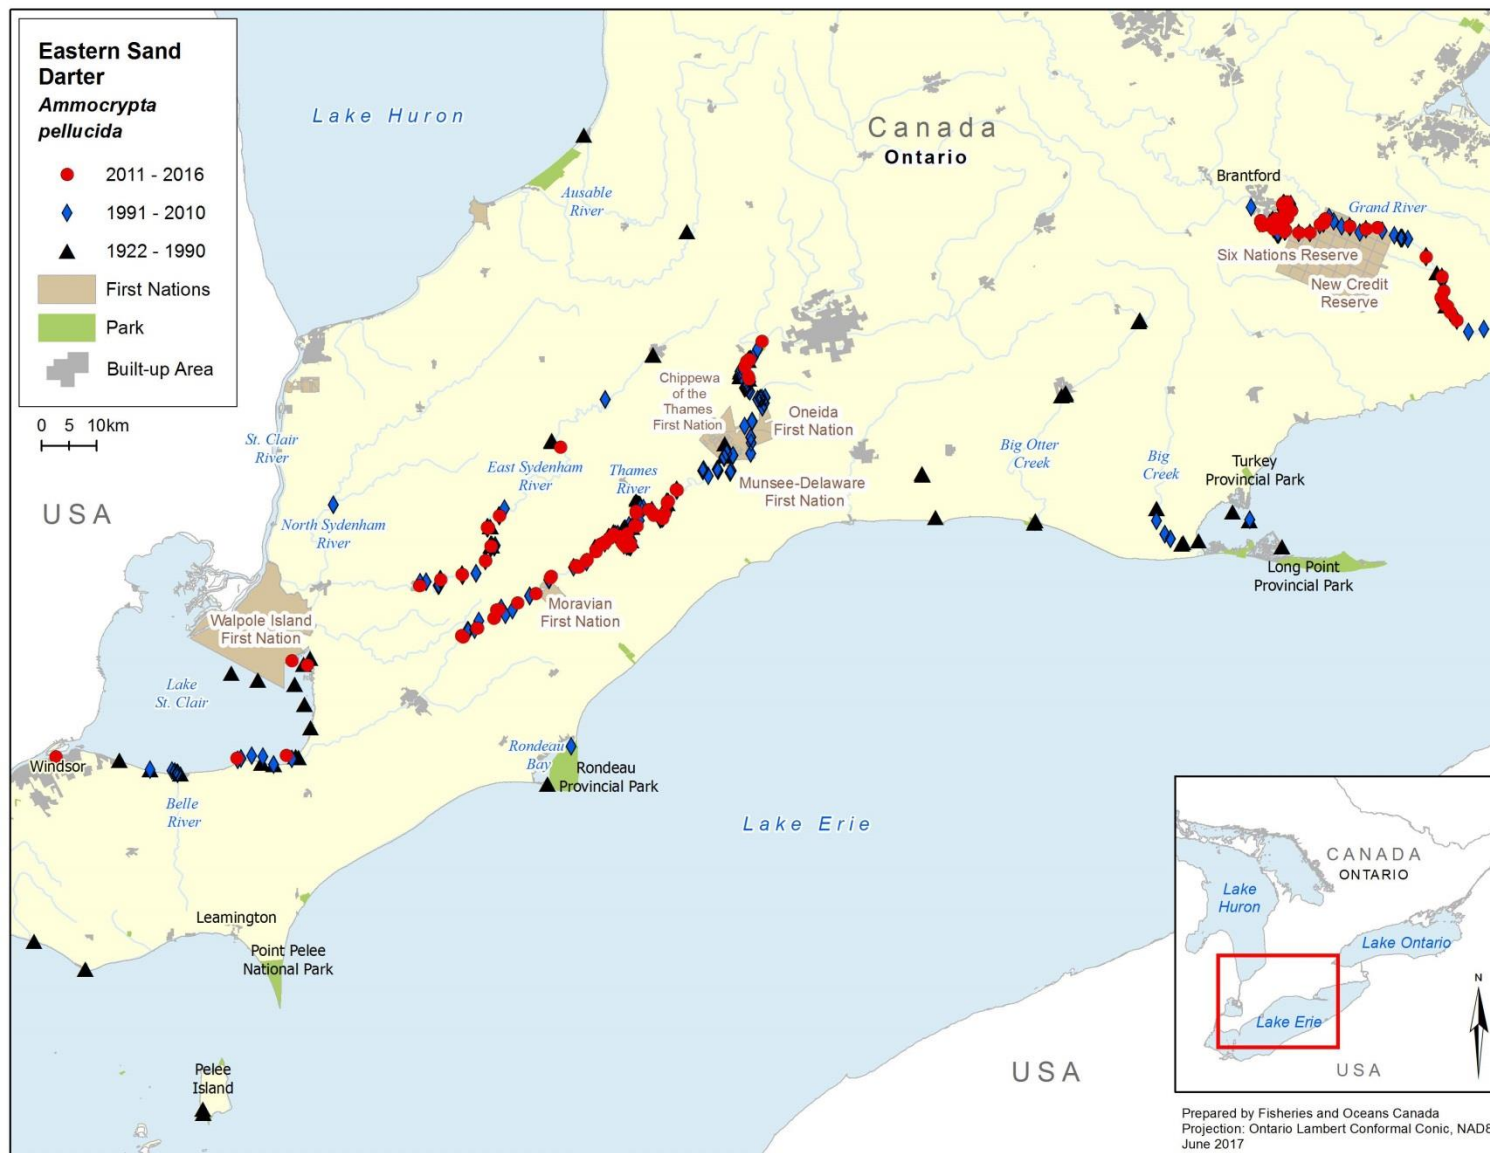 Eastern Sand
Darter
Ammocrypta
pellucida
2011 - 2016
1991 - 2010
1922 - 1990
First Nations
Park
Built-up Area
0 5 10km
Lake Huron
Canada
Ontario
Ausable
River
Brantford
Grand River
Six Nations Reserve
New Credit
Reserve
Chippewa
of the
Thames
First Nation
Oneida
First Nation
St. Clair
River
East Sydenham
River
Thames
River
Munsee-Delaware
First Nation
Big Otter
Creek
Big
Creek
Turkey
Provincial Park
USA
North Sydenham
River
Long Point
Provincial Park
Moravian
First Nation
Walpole Island
First Nation
Lake
St. Clair
Windsor
Rondeau
Bay
Rondeau
Provincial Park
Belle
River
Lake Erie
Leamington
Point Pelee
National Park
Pelee
Island
USA
CANADA
ONTARIO
Lake
Huron
Lake Ontario
Lake Erie
USA
N
Prepared by Fisheries and Oceans Canada
Projection: Ontario Lambert Conformal Conic, NAD8
June 2017